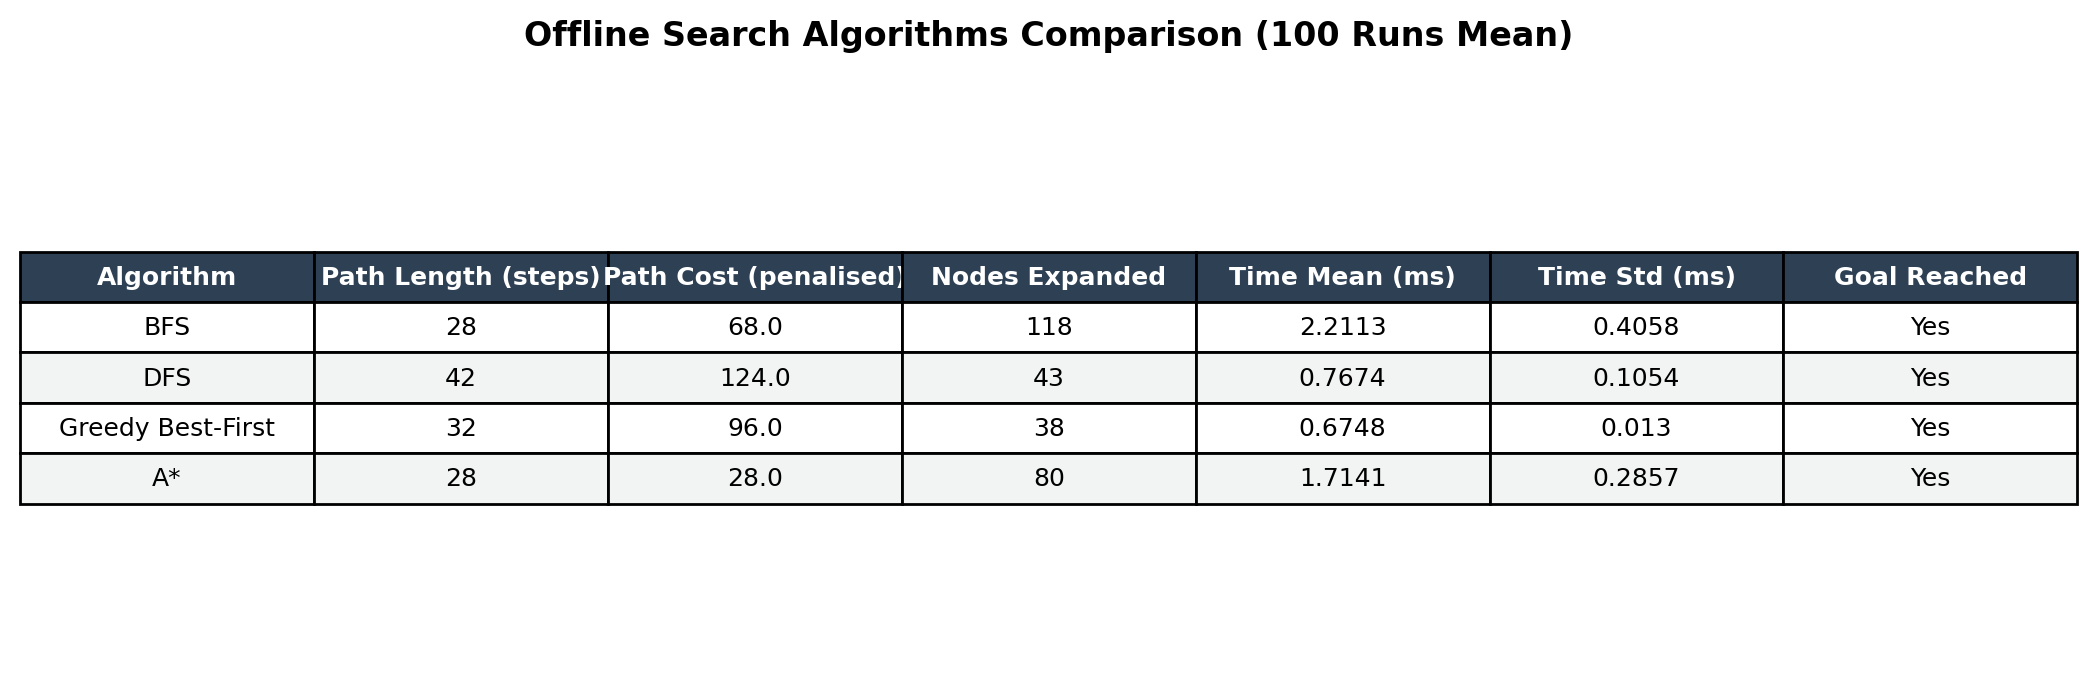 Offline Search Algorithms Comparison (100 Runs Mean)
Algorithm Path Length (steps) Path Cost (penalised) Nodes Expanded Time Mean (ms) Time Std (ms) Goal Reached
BFS 28 68.0 118 2.2113 0.4058 Yes
DFS 42 124.0 43 0.7674 0.1054 Yes
Greedy Best-First 32 96.0 38 0.6748 0.013 Yes
A* 28 28.0 80 1.7141 0.2857 Yes